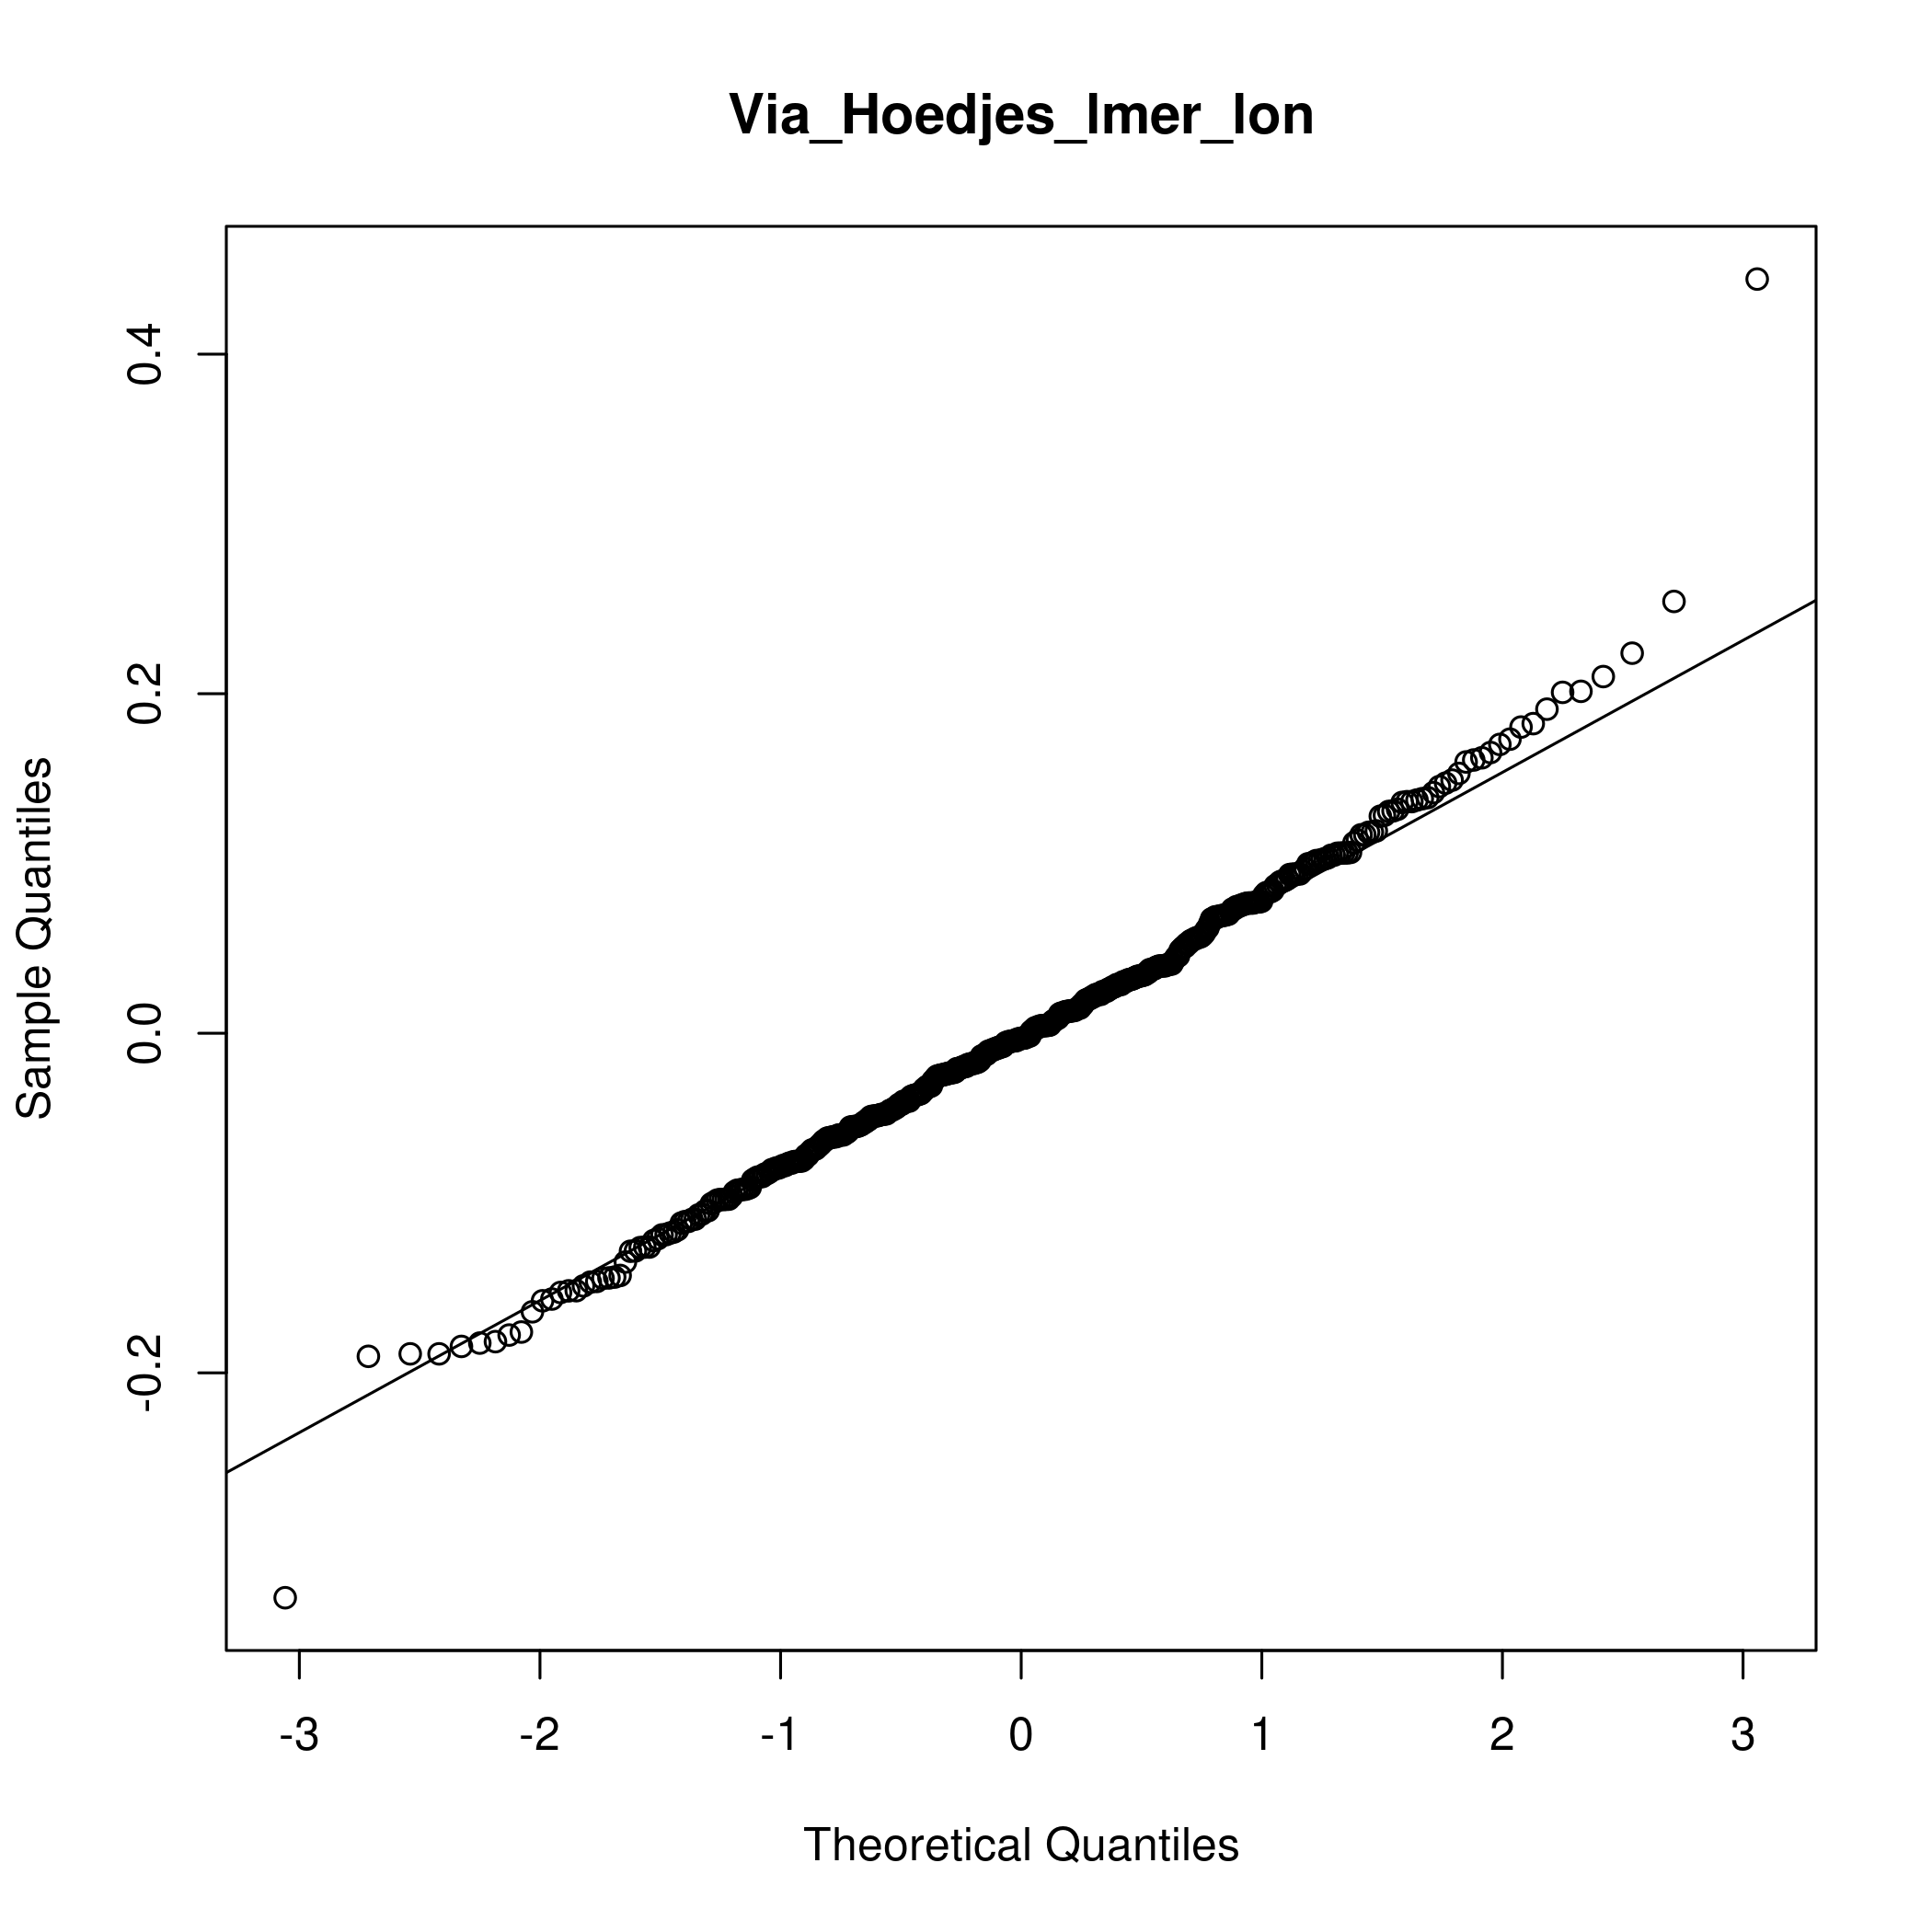 Via_Hoedjes_lmer_lon
Sample Quantiles
0.4
0.2
0.0
-0.2
-3 -2 -1 0 1 2 3
Theoretical Quantiles